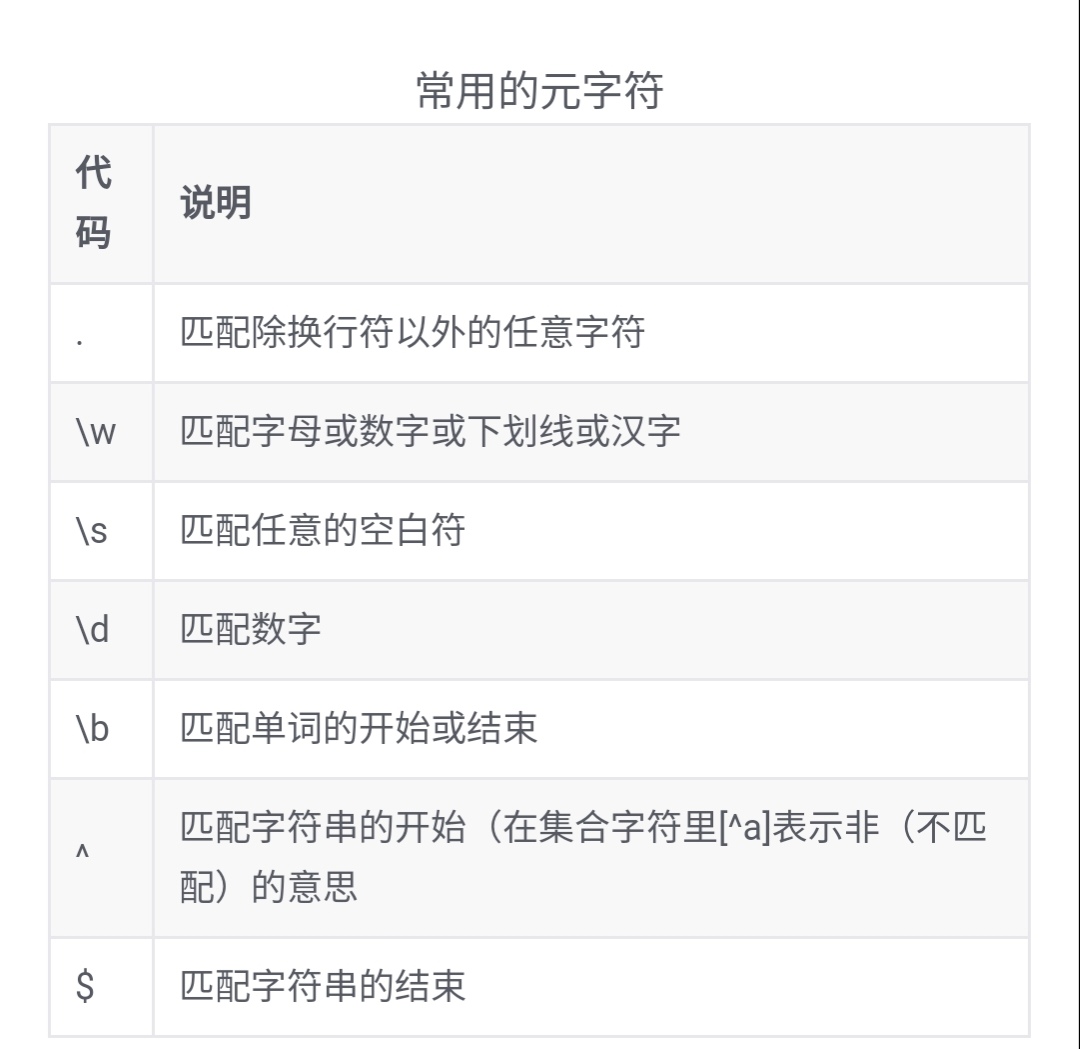 常用的元字符
代
码
说明
.
匹配除换行符以外的任意字符
\w
匹配字母或数字或下划线或汉字
\s
匹配任意的空白符
\d
匹配数字
\b
匹配单词的开始或结束
^
匹配字符串的开始（在集合字符里[^a]表示非（不匹
配）的意思
$
匹配字符串的结束